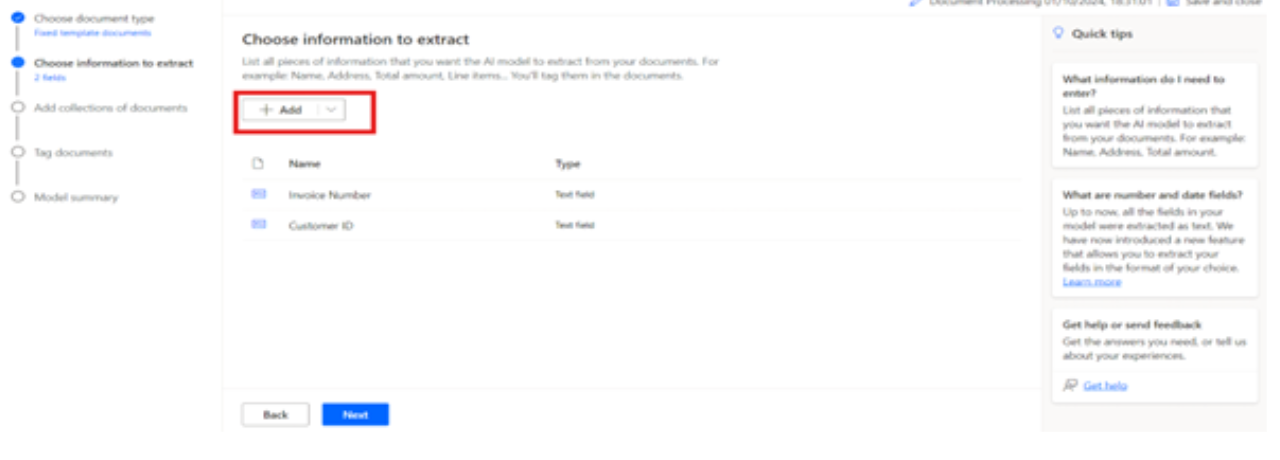 Document Processing 01/10/2024, 18:31:01 | Save and close
Choose document type
Fixed template documents
Choose information to extract
2 fields
Add collections of documents
Tag documents
Model summary
Choose information to extract
List all pieces of information that you want the AI model to extract from your documents. For
example: Name, Address, Total amount, Line items... You'll tag them in the documents.
+ Add
Name Type
Invoice Number Text field
Customer ID Text field
Back Next
Quick tips
What information do I need to
enter?
List all pieces of information that
you want the AI model to extract
from your documents. For example:
Name, Address, Total amount.
What are number and date fields?
Up to now, all the fields in your
model were extracted as text. We
have now introduced a new feature
that allows you to extract your
fields in the format of your choice.
Learn more
Get help or send feedback
Get the answers you need, or tell us
about your experiences.
Get help